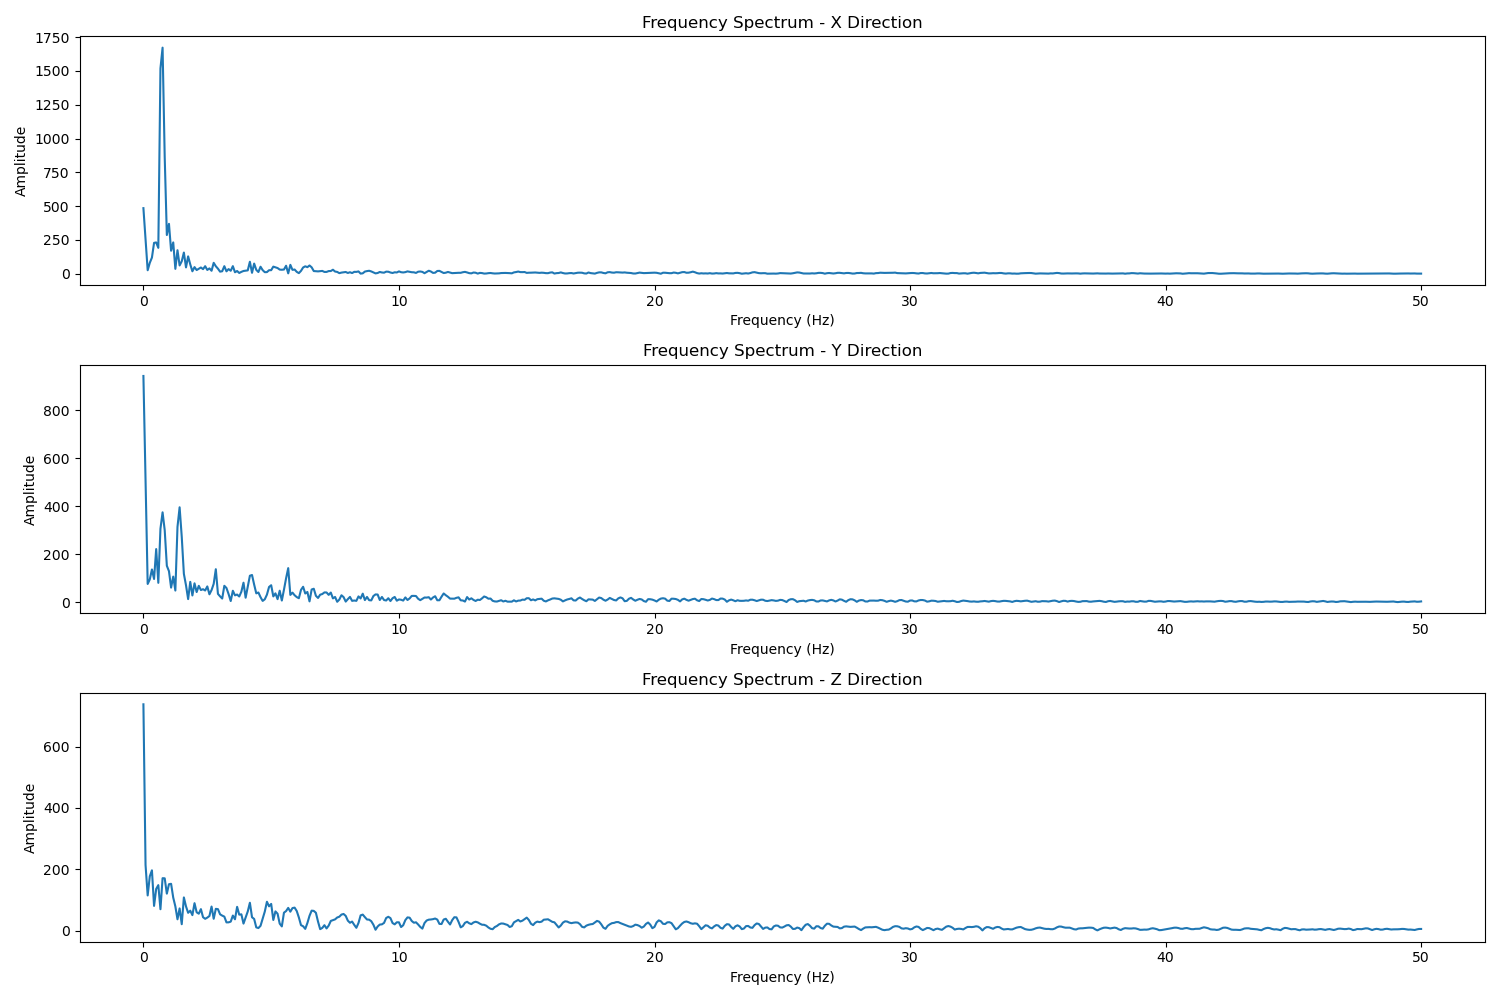 Frequency Spectrum - X Direction
1750
1500
1250
1000
750
500
250
0
Amplitude
0 10 20 30 40 50
Frequency (Hz)
Frequency Spectrum - Y Direction
800
600
400
200
0
Amplitude
0 10 20 30 40 50
Frequency (Hz)
Frequency Spectrum - Z Direction
600
400
200
0
Amplitude
0 10 20 30 40 50
Frequency (Hz)